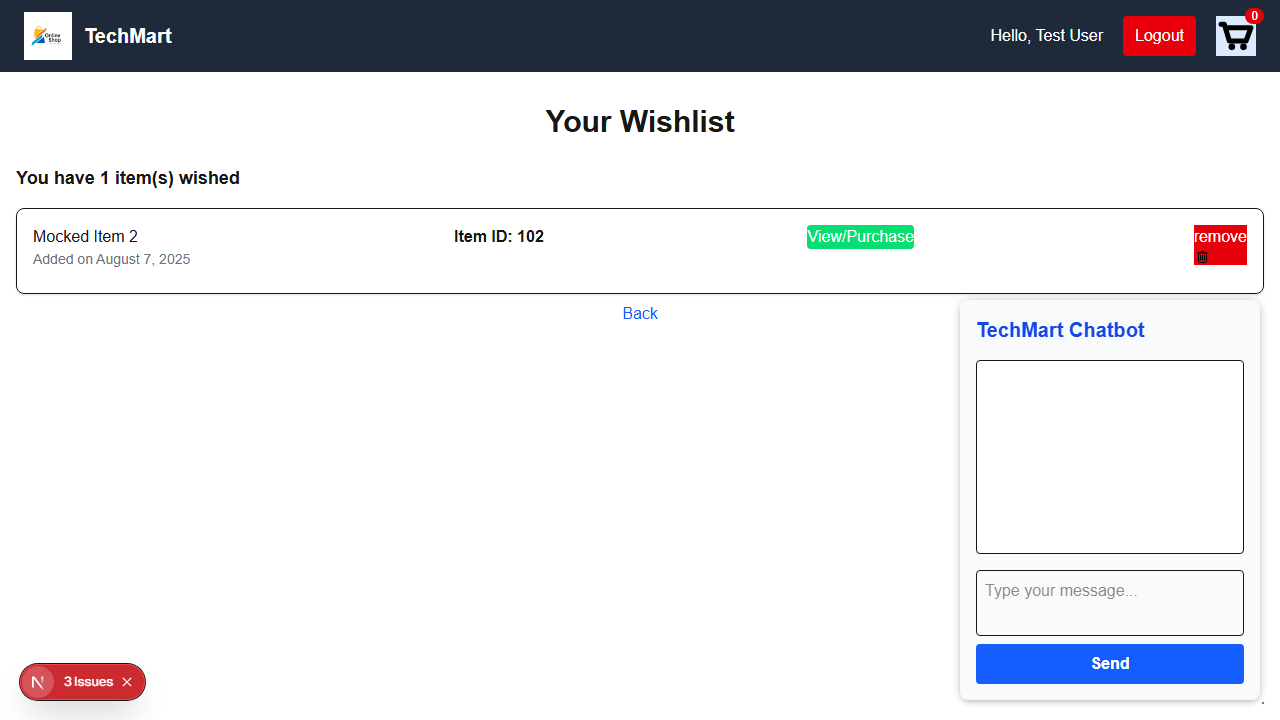 Online
Shop
TechMart
Hello, Test User
Logout
0
Your Wishlist
You have 1 item(s) wished
Mocked Item 2
Item ID: 102
View/Purchase
remove
Added on August 7, 2025
Back
TechMart Chatbot
Type your message...
Send
N
3 Issues
.